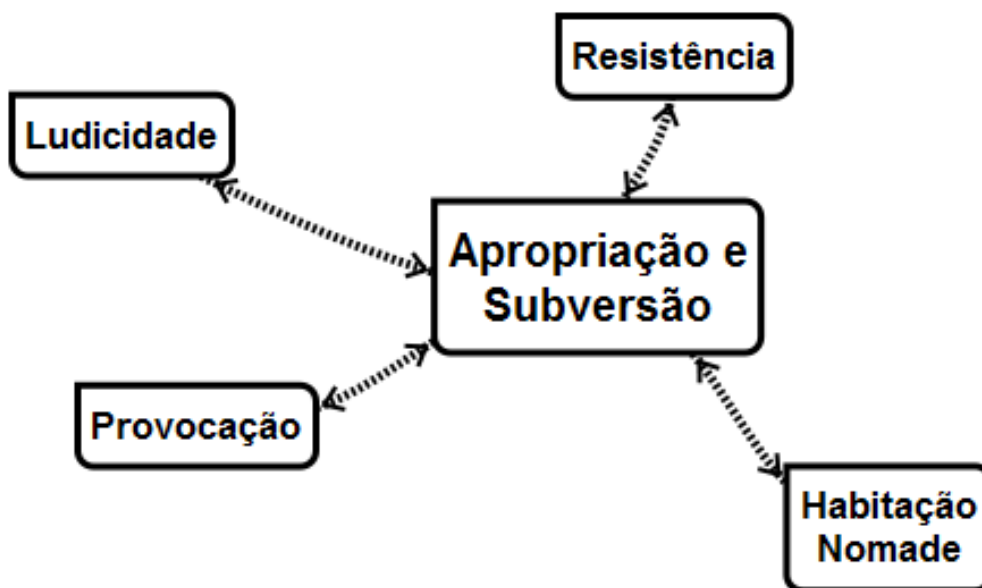 Resistência
Ludicidade
Apropriação e
Subversão
Provocação
Habitação
Nomade